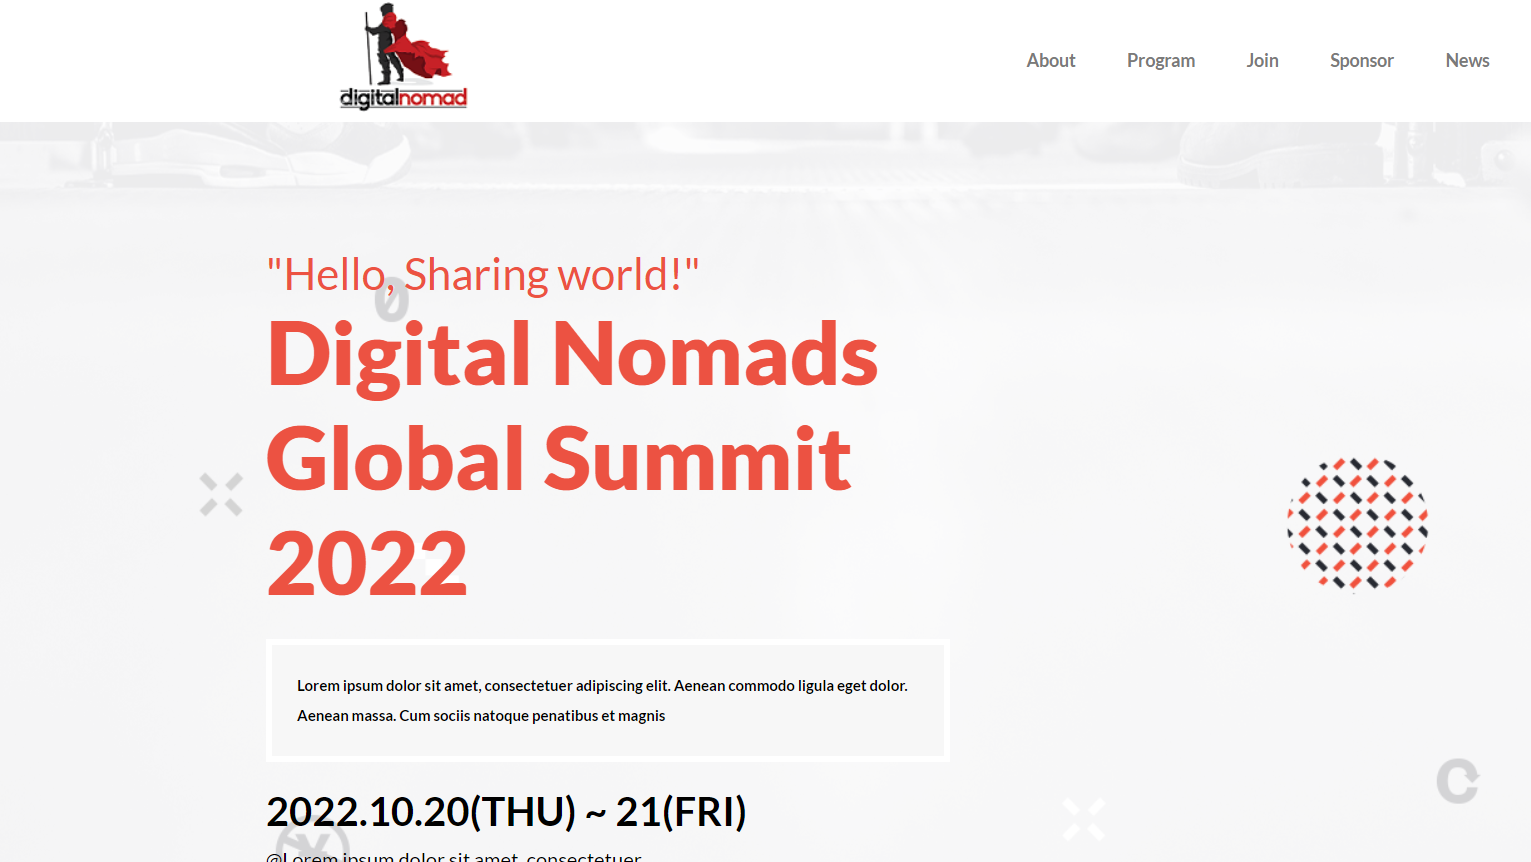 digitalnomad
About Program Join Sponsor News
"Hello, Sharing world!"
Digital Nomads
Global Summit
2022
Lorem ipsum dolor sit amet, consectetuer adipiscing elit. Aenean commodo ligula eget dolor.
Aenean massa. Cum sociis natoque penatibus et magnis
2022.10.20(THU) ~ 21(FRI)
@Lorem ipsum dolor sit amet, consectetuer